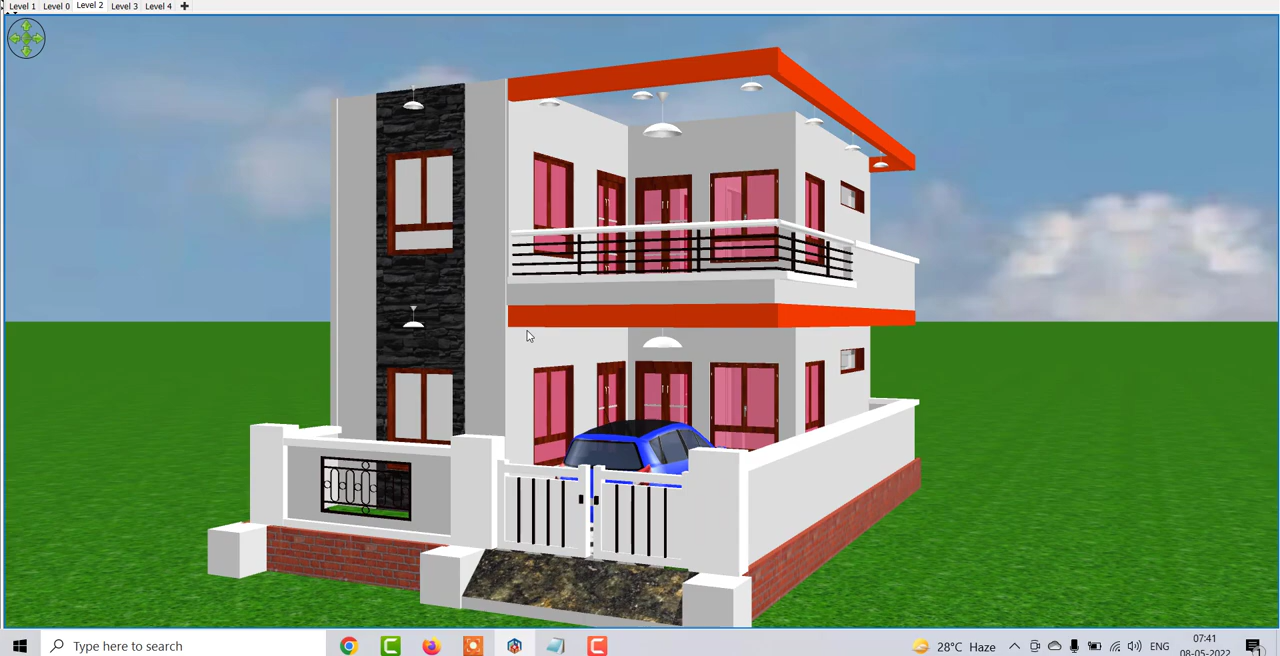 Level 1 Level 0 Level 2 Level 3 Level 4
Type here to search
28°C Haze
ENG
07:41
08-05-2022
1